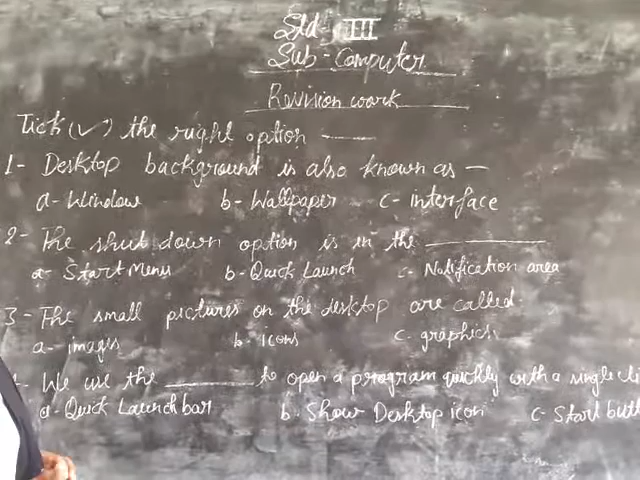 Std - III
Sub - Computer
Revision work
Tick (✓) the right option
1 - Desktop background is also known as -
a - Window b - Wallpaper c - interface
2 - The shut down option is in the ______
a - Start Menu b - Quick Launch c - Notification area
3 - The small pictures on the desktop are called.
a - images b - icons c. graphics
We use the ______ to open a program quickly with a single cli
a - Quick Launch bar b. Show Desktop icon c - Start butt